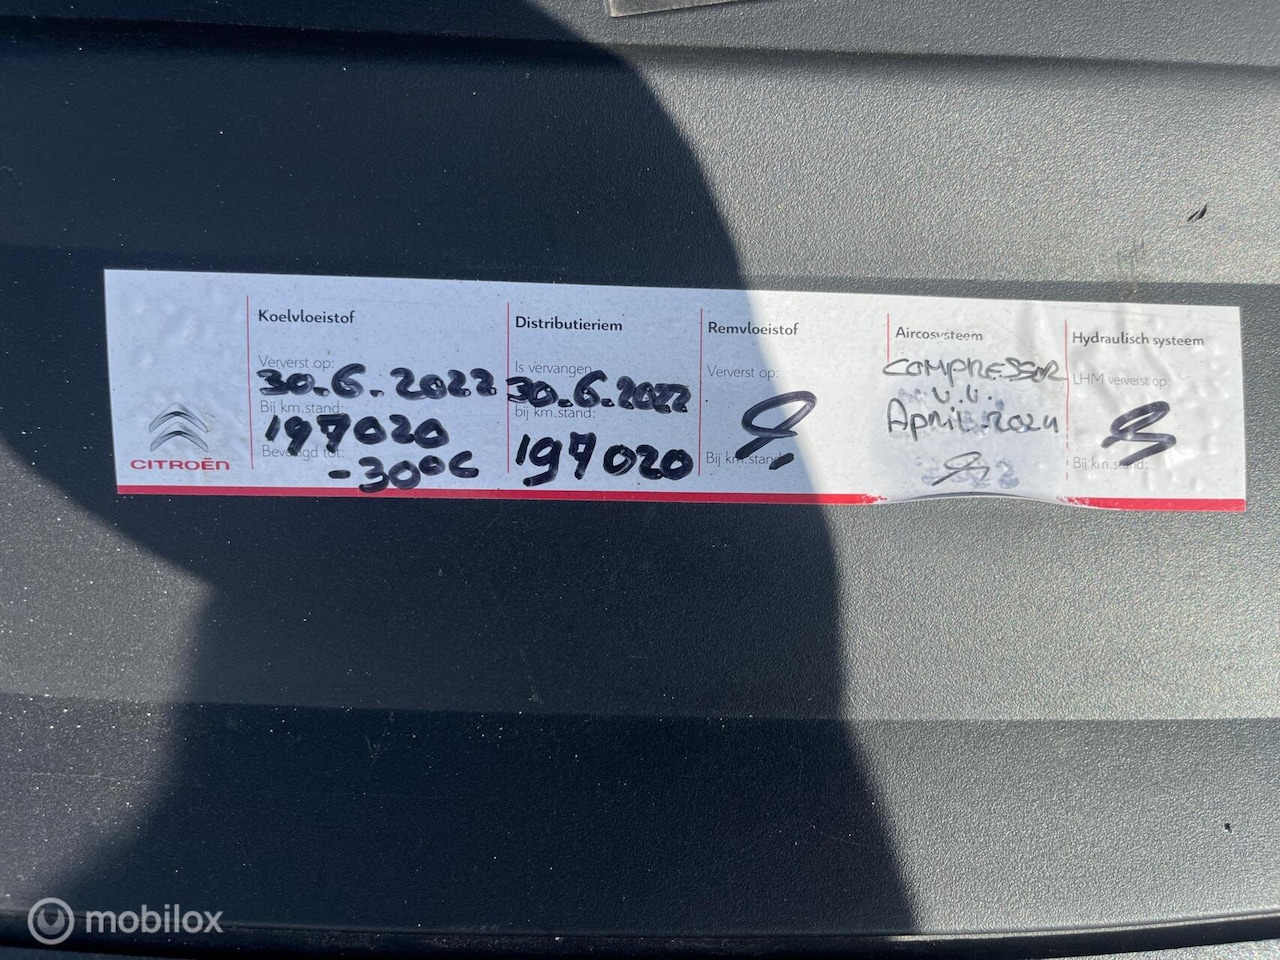 CITROËN
Koelvloeistof
Ververst op:
30.6.2022
Bij km.stand:
197020
Beveiligd tot:
-30°C
Distributieriem
Is vervangen
30.6.2022
bij km.stand:
197020
Remvloeistof
Ververst op:
Bij km.stand:
Aircosysteem
COMPRESSOR
v.v.
April-2024
Hydraulisch systeem
LHM ververst op:
Bij km.stand:
mobilox